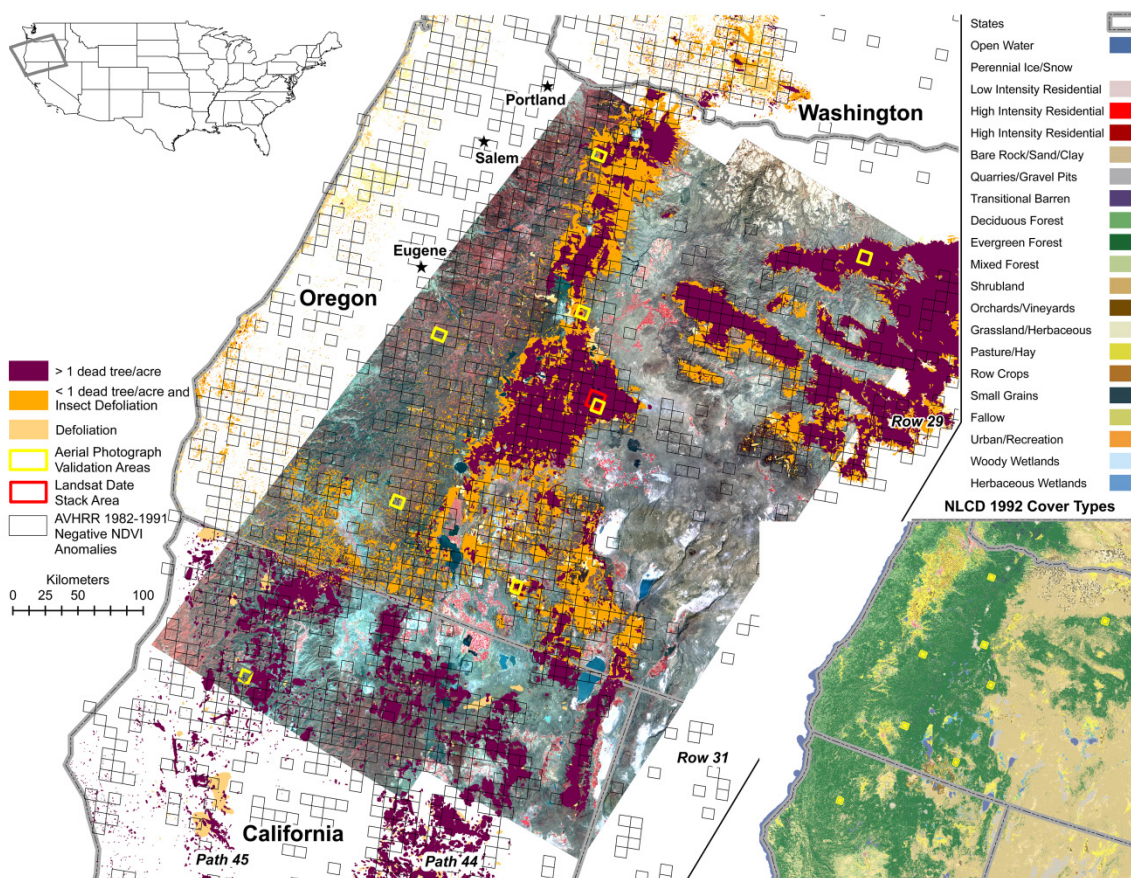 Portland
Salem
Eugene
Oregon
Washington
California
Row 29
Row 31
Path 45
Path 44
> 1 dead tree/acre
< 1 dead tree/acre and
Insect Defoliation
Defoliation
Aerial Photograph
Validation Areas
Landsat Date
Stack Area
AVHRR 1982-1991
Negative NDVI
Anomalies
Kilometers
0 25 50 100
States
Open Water
Perennial Ice/Snow
Low Intensity Residential
High Intensity Residential
High Intensity Residential
Bare Rock/Sand/Clay
Quarries/Gravel Pits
Transitional Barren
Deciduous Forest
Evergreen Forest
Mixed Forest
Shrubland
Orchards/Vineyards
Grassland/Herbaceous
Pasture/Hay
Row Crops
Small Grains
Fallow
Urban/Recreation
Woody Wetlands
Herbaceous Wetlands
NLCD 1992 Cover Types